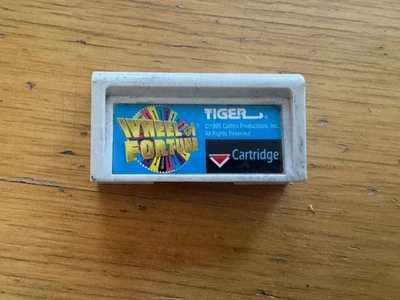 WHEEL of
FORTUNE
TIGER®
©1995 Califon Productions, Inc.
All Rights Reserved
Cartridge